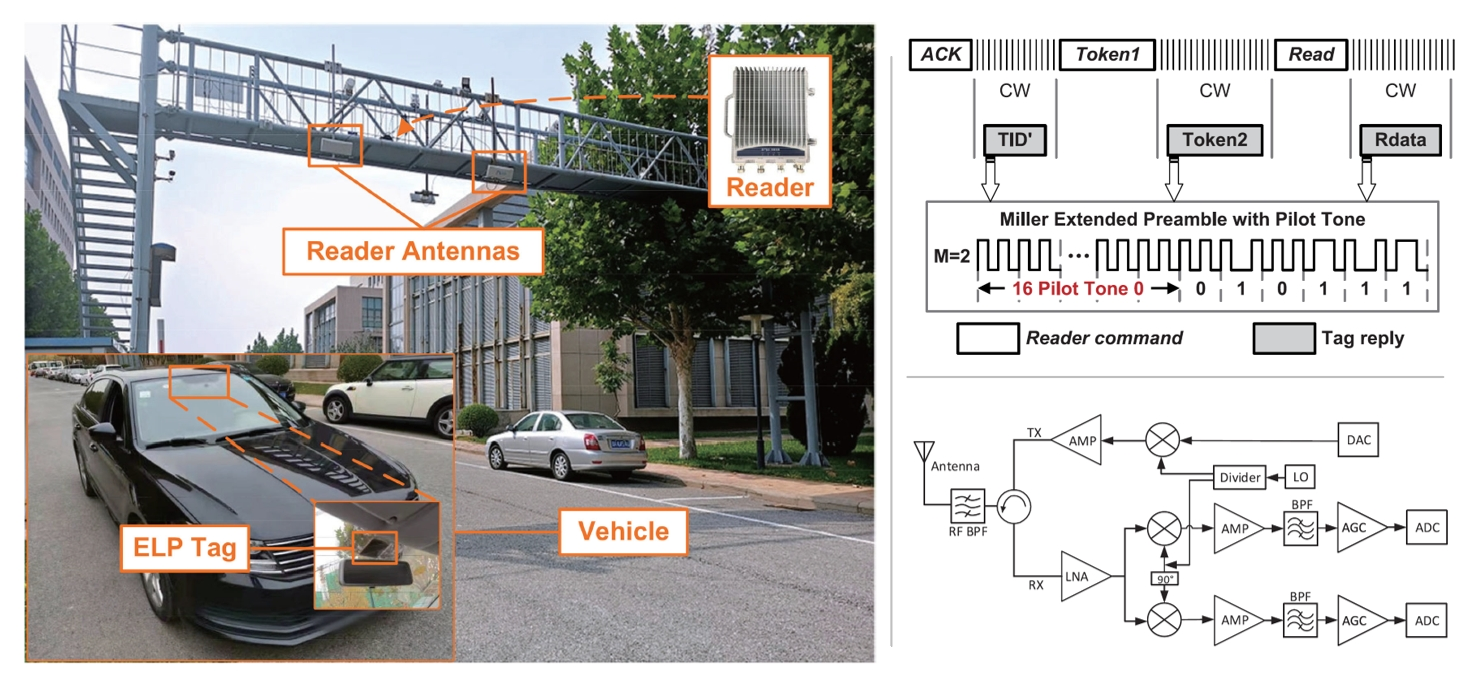 Reader
Reader Antennas
ELP Tag
Vehicle
ACK
Token1
Read
CW
CW
CW
TID'
Token2
Rdata
Miller Extended Preamble with Pilot Tone
M=2
16 Pilot Tone 0
0 1 0 1 1 1
Reader command
Tag reply
TX
AMP
DAC
Antenna
Divider
LO
RF BPF
BPF
AMP
AGC
ADC
RX
LNA
90°
BPF
AMP
AGC
ADC